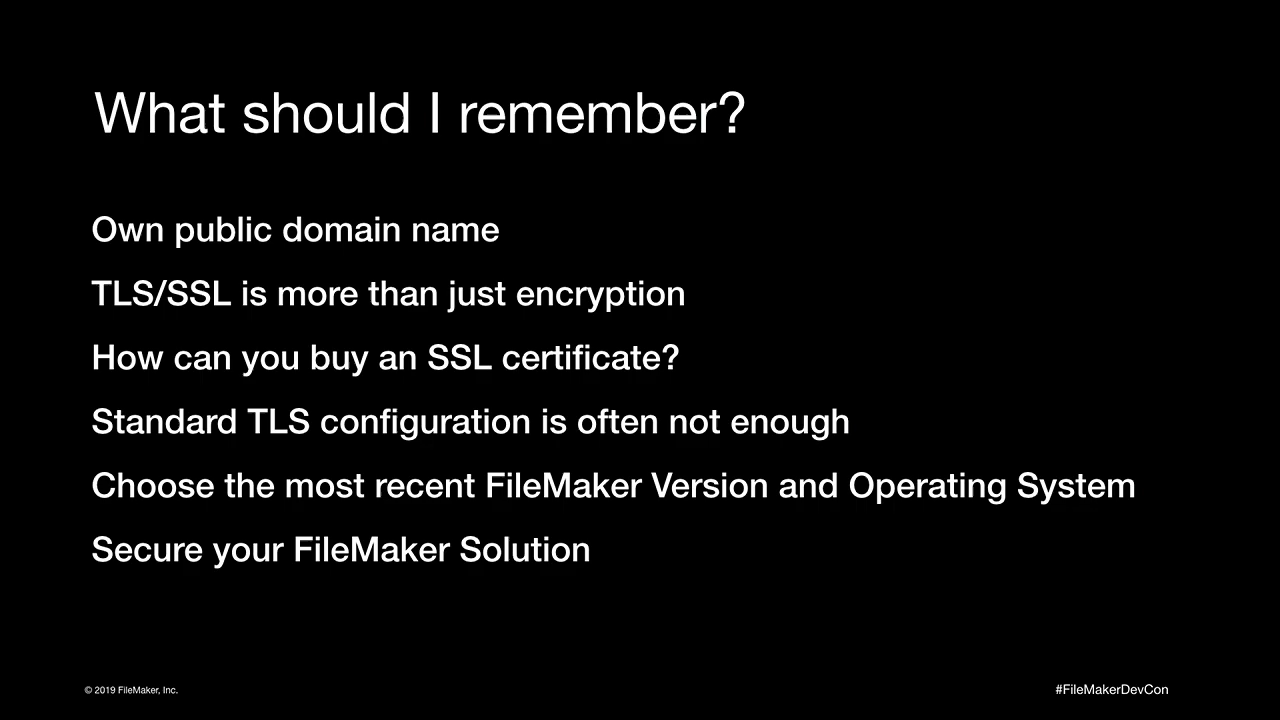 What should I remember?
Own public domain name
TLS/SSL is more than just encryption
How can you buy an SSL certificate?
Standard TLS configuration is often not enough
Choose the most recent FileMaker Version and Operating System
Secure your FileMaker Solution
© 2019 FileMaker, Inc.
#FileMakerDevCon